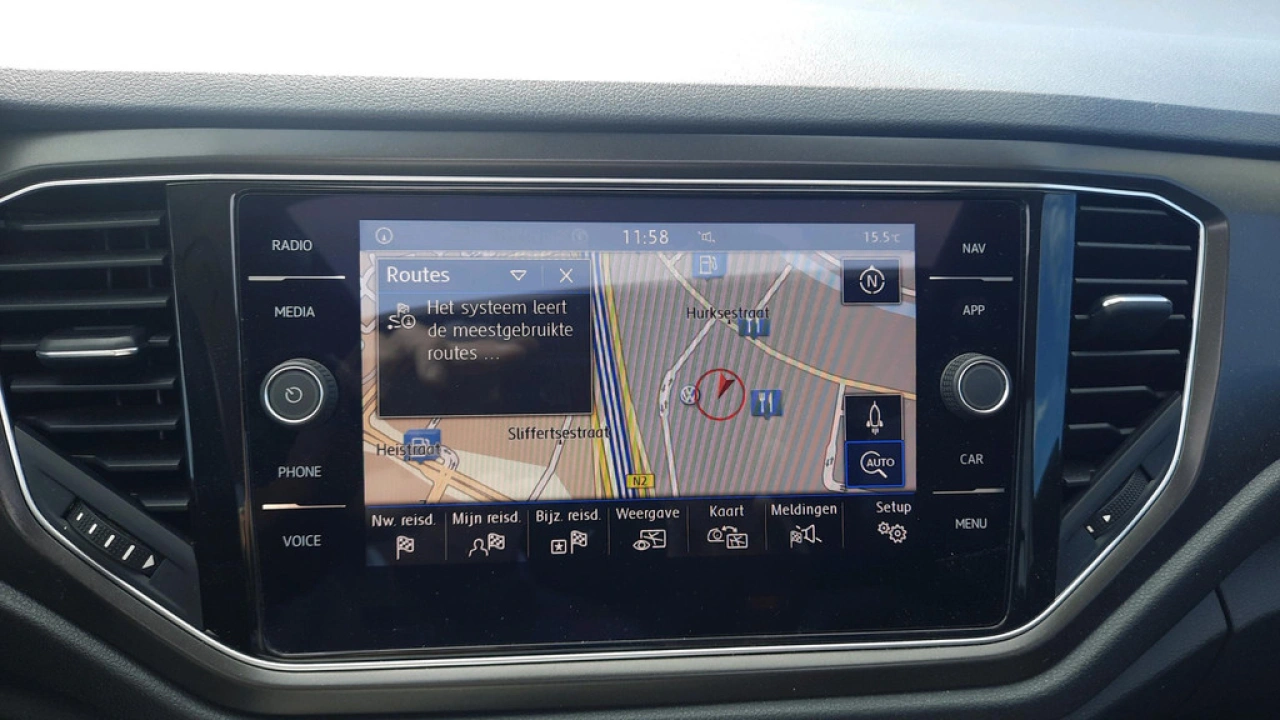 RADIO
MEDIA
PHONE
VOICE
11:58
15.5°C
Routes
Het systeem leert
de meestgebruikte
routes ...
N
Hurksestraat
Sliffertsestraat
Heistraat
N2
AUTO
Nw. reisd.
Mijn reisd.
Bijz. reisd.
Weergave
Kaart
Meldingen
Setup
NAV
APP
CAR
MENU